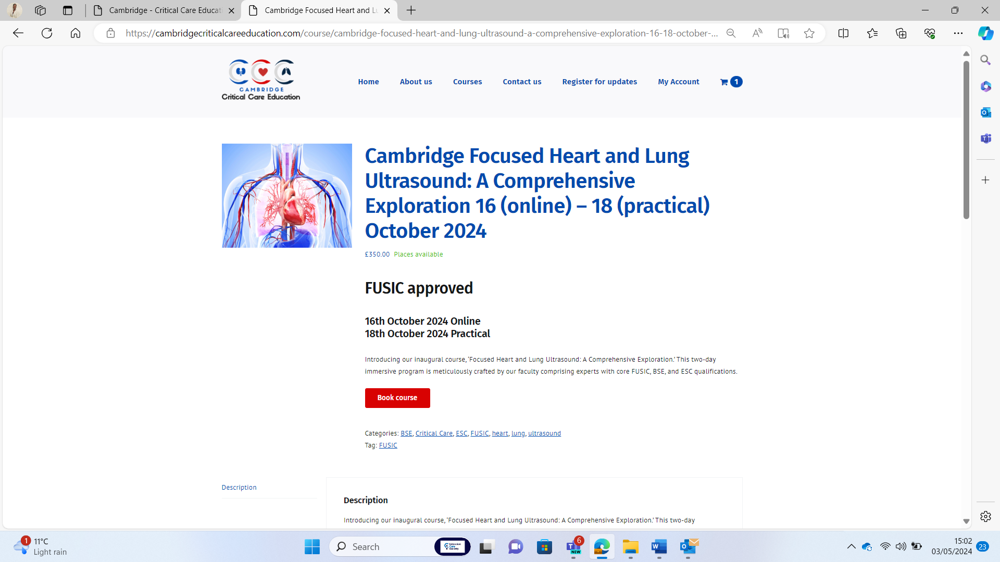 Cambridge - Critical Care Educati
Cambridge Focused Heart and Lu
https://cambridgecriticalcareeducation.com/course/cambridge-focused-heart-and-lung-ultrasound-a-comprehensive-exploration-16-18-october-...
CAMBRIDGE
Critical Care Education
Home
About us
Courses
Contact us
Register for updates
My Account
1
Cambridge Focused Heart and Lung
Ultrasound: A Comprehensive
Exploration 16 (online) – 18 (practical)
October 2024
£350.00 Places available
FUSIC approved
16th October 2024 Online
18th October 2024 Practical
Introducing our inaugural course, ‘Focused Heart and Lung Ultrasound: A Comprehensive Exploration.’ This two-day
immersive program is meticulously crafted by our faculty comprising experts with core FUSIC, BSE, and ESC qualifications.
Book course
Categories: BSE, Critical Care, ESC, FUSIC, heart, lung, ultrasound
Tag: FUSIC
Description
Description
Introducing our inaugural course, ‘Focused Heart and Lung Ultrasound: A Comprehensive Exploration.’ This two-day
1
11°C
Light rain
Search
Intensive
Care
Society
6
NEW
15:02
03/05/2024
23